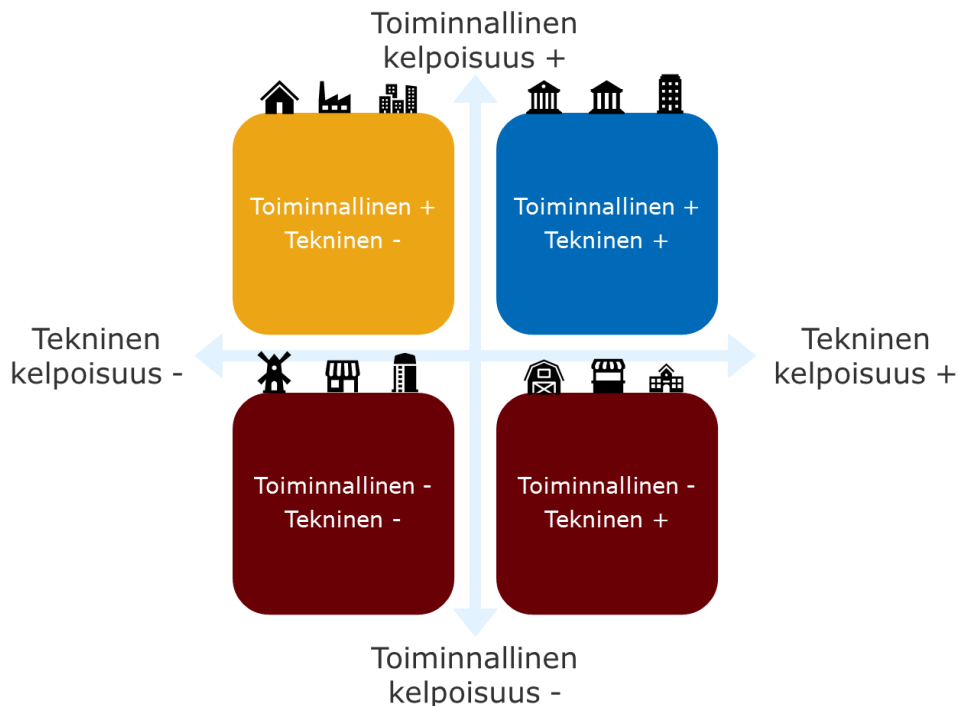 Toiminnallinen
kelpoisuus +
Toiminnallinen +
Tekninen -
Toiminnallinen +
Tekninen +
Tekninen
kelpoisuus -
Tekninen
kelpoisuus +
Toiminnallinen -
Tekninen -
Toiminnallinen -
Tekninen +
Toiminnallinen
kelpoisuus -